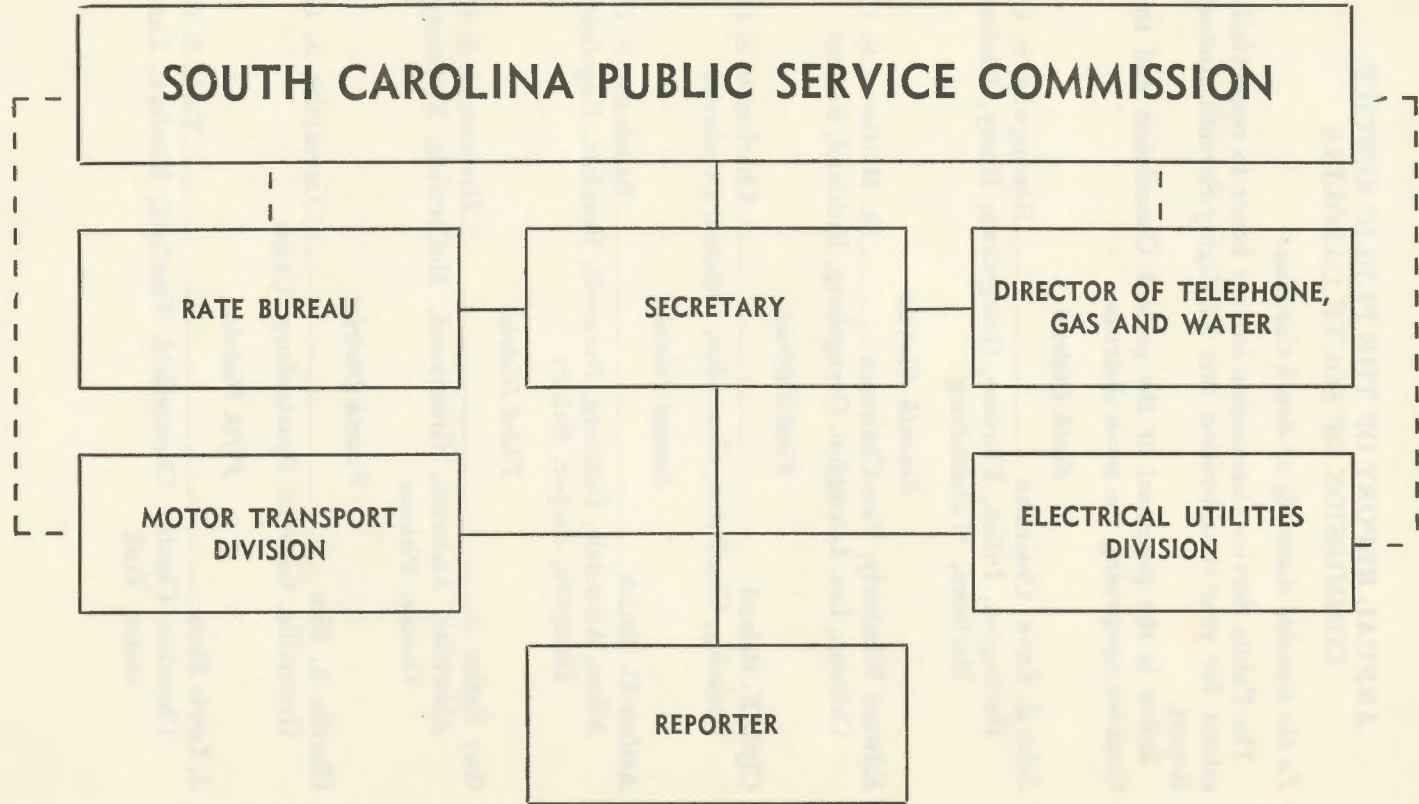 SOUTH CAROLINA PUBLIC SERVICE COMMISSION
RATE BUREAU
SECRETARY
DIRECTOR OF TELEPHONE,
GAS AND WATER
MOTOR TRANSPORT
DIVISION
ELECTRICAL UTILITIES
DIVISION
REPORTER